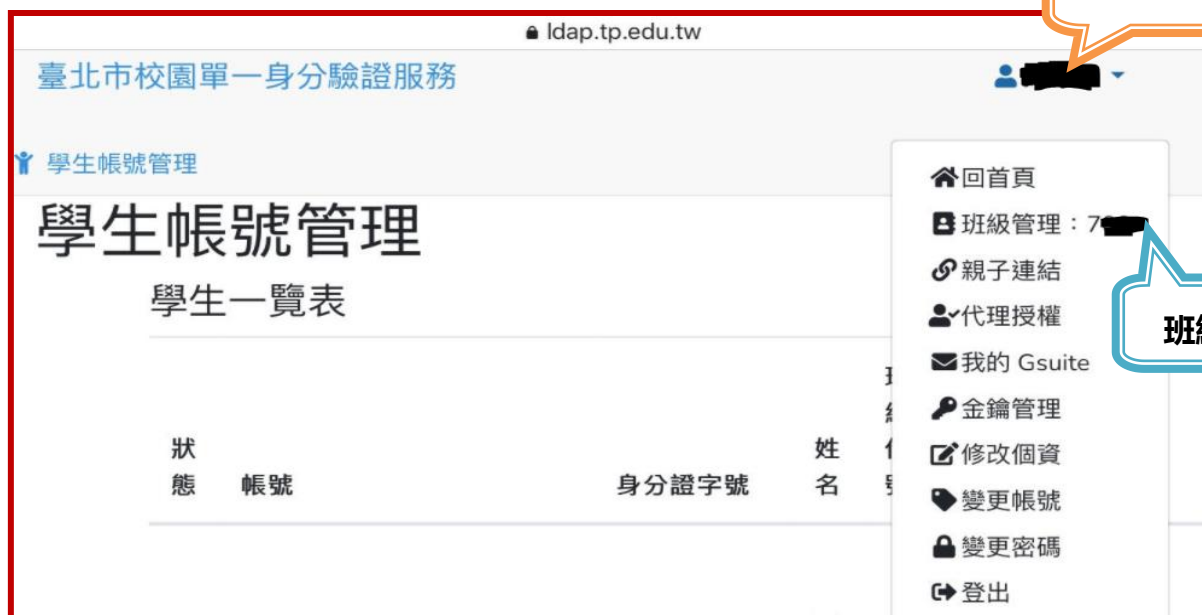 ldap.tp.edu.tw
臺北市校園單一身分驗證服務
學生帳號管理
學生帳號管理
學生一覽表
狀態
帳號
身分證字號
姓名
回首頁
班級管理：7
親子連結
代理授權
我的 Gsuite
金鑰管理
修改個資
變更帳號
變更密碼
登出
班